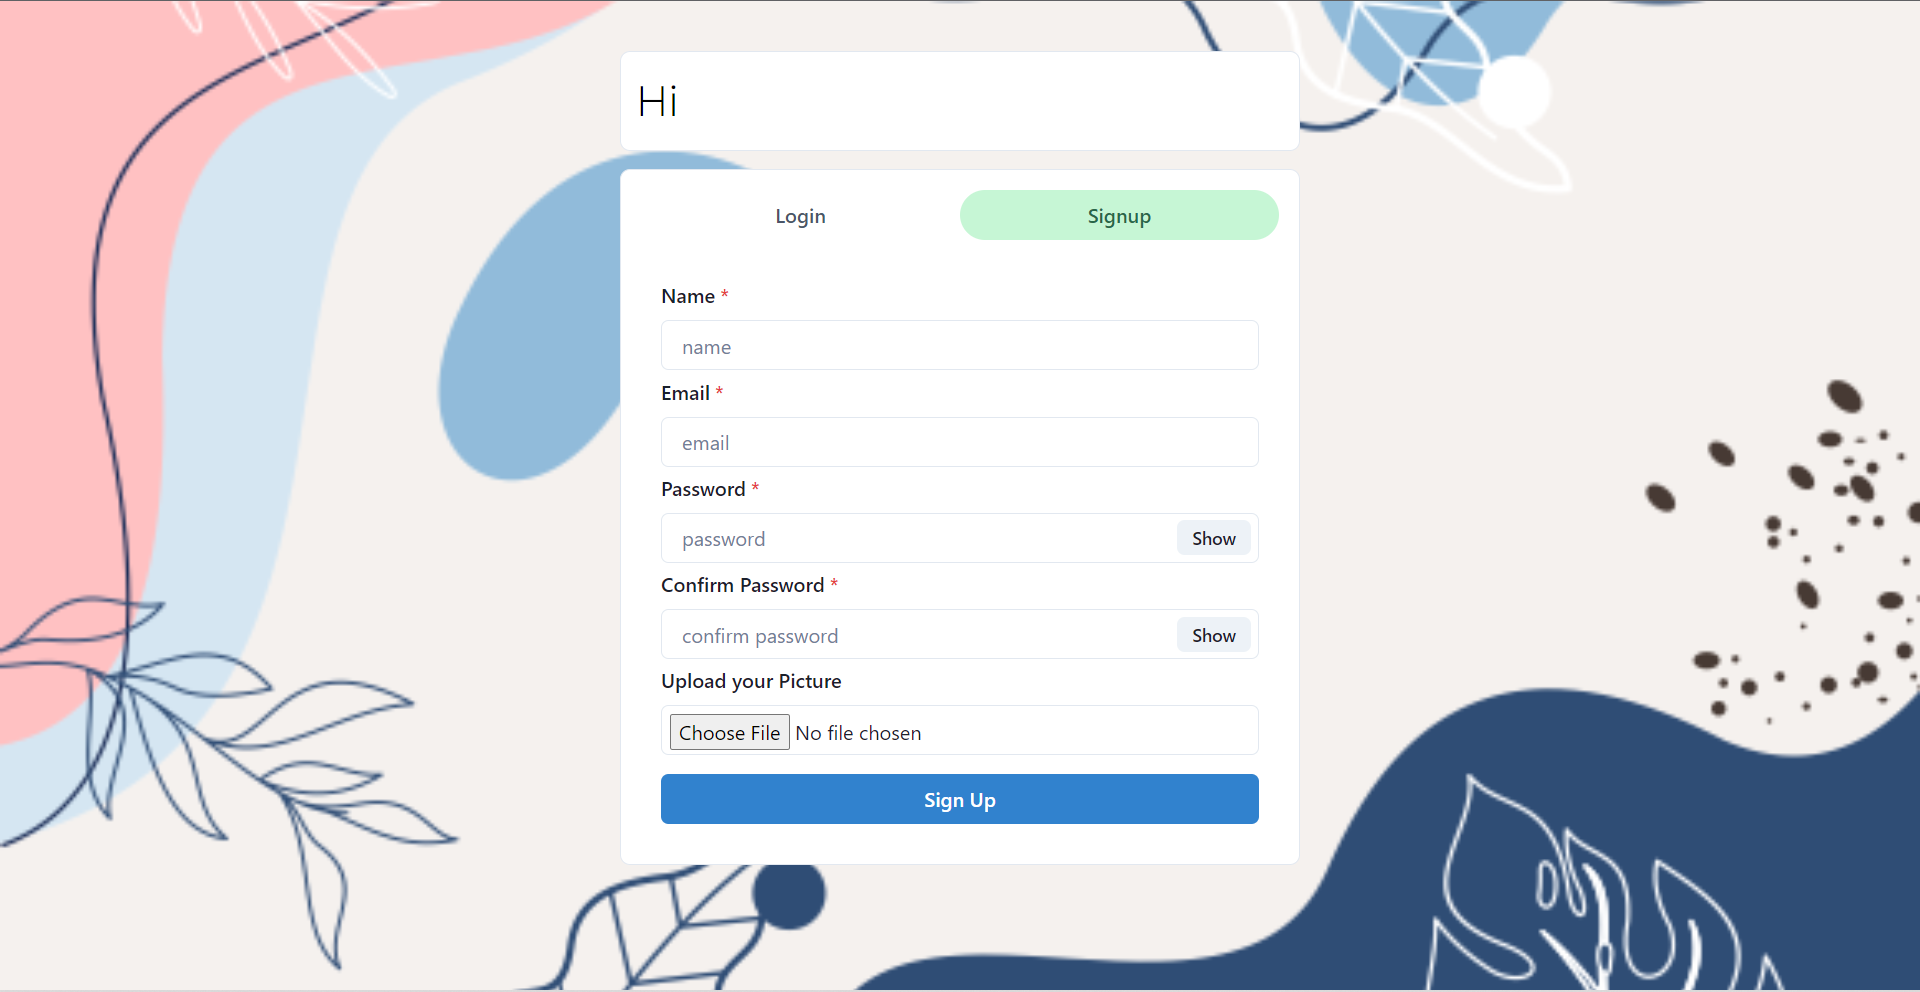 Hi
Login Signup
Name *
name
Email *
email
Password *
password Show
Confirm Password *
confirm password Show
Upload your Picture
Choose File No file chosen
Sign Up